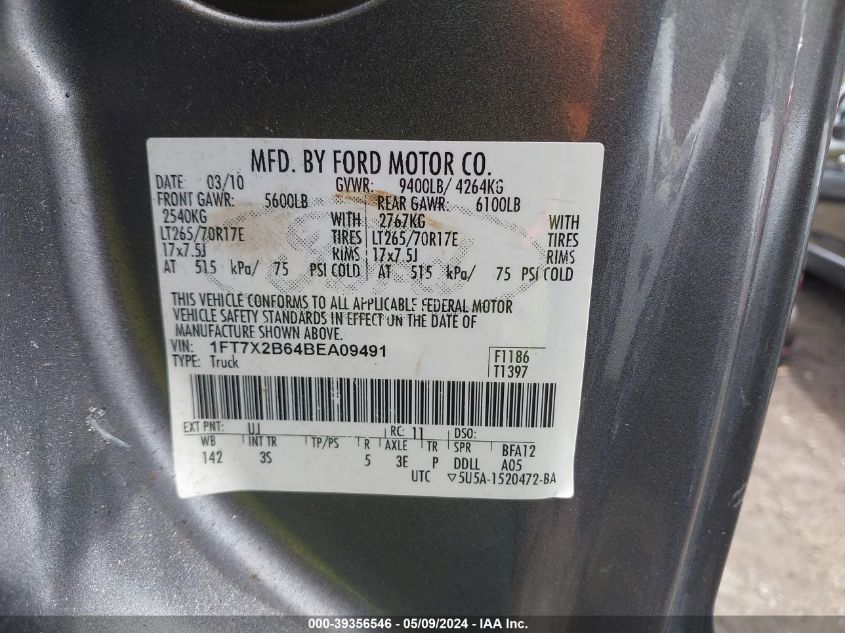 MFD. BY FORD MOTOR CO.
DATE: 03/10 GVWR: 9400LB/ 4264KG
FRONT GAWR: 5600LB REAR GAWR: 6100LB
2540KG WITH 2767KG WITH
LT265/70R17E TIRES LT265/70R17E TIRES
17x7.5J RIMS 17x7.5J RIMS
AT 515 kPa/ 75 PSI COLD AT 515 kPa/ 75 PSI COLD
THIS VEHICLE CONFORMS TO ALL APPLICABLE FEDERAL MOTOR
VEHICLE SAFETY STANDARDS IN EFFECT ON THE DATE OF
MANUFACTURE SHOWN ABOVE.
VIN: 1FT7X2B64BEA09491 F1186
TYPE: Truck T1397
EXT PNT: UJ RC: 11 DSO:
WB INT TR TP/PS R AXLE TR SPR BFA12
142 3S 5 3E P DDLL A05
UTC ▽5U5A-1520472-BA
000-39356546 - 05/09/2024 - IAA Inc.